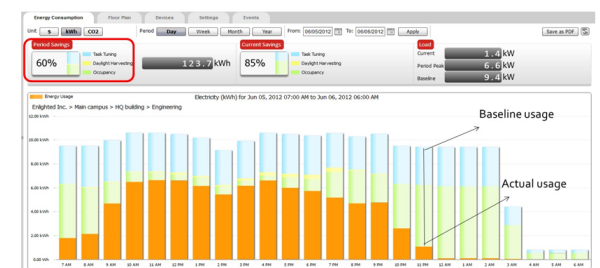 Energy Consumption Floor Plan Devices Settings Events
Unit $ kWh CO2 Period Day Week Month Year From: 06/05/2012 To: 06/06/2012 Apply Save as PDF
Period Savings
60%
Task Tuning
Daylight Harvesting
Occupancy
123.7 kWh
Current Savings
85%
Task Tuning
Daylight Harvesting
Occupancy
Load
Current 1.4 kW
Period Peak 6.6 kW
Baseline 9.4 kW
Energy Usage
Electricity (kWh) for Jun 05, 2012 07:00 AM to Jun 06, 2012 06:00 AM
Enlighted Inc. > Main campus > HQ building > Engineering
12.00 kWh
10.00 kWh
8.00 kWh
6.00 kWh
4.00 kWh
2.00 kWh
0.00 Wh
Baseline usage
Actual usage
7 AM 8 AM 9 AM 10 AM 11 AM 12 PM 1 PM 2 PM 3 PM 4 PM 5 PM 6 PM 7 PM 8 PM 9 PM 10 PM 11 PM 12 AM 1 AM 2 AM 3 AM 4 AM 5 AM 6 AM